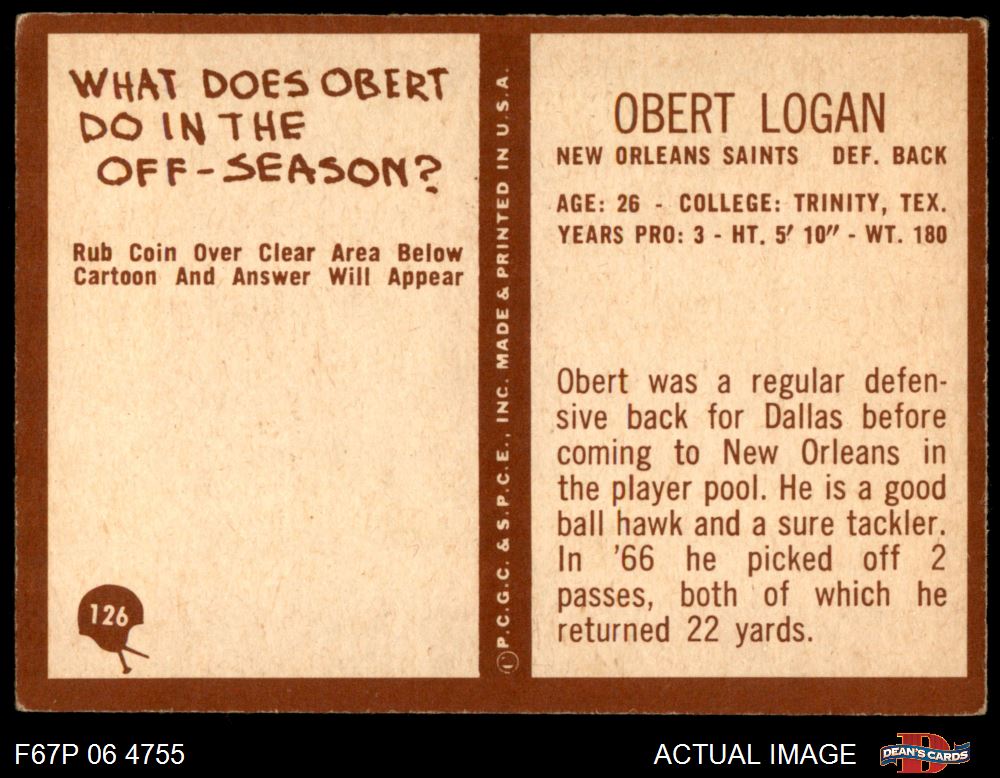 WHAT DOES OBERT
DO IN THE
OFF-SEASON?
Rub Coin Over Clear Area Below
Cartoon And Answer Will Appear
126
©P.C.G.C. & S.P.C.E., INC. MADE & PRINTED IN U.S.A.
OBERT LOGAN
NEW ORLEANS SAINTS DEF. BACK
AGE: 26 - COLLEGE: TRINITY, TEX.
YEARS PRO: 3 - HT. 5' 10" - WT. 180
Obert was a regular defen-
sive back for Dallas before
coming to New Orleans in
the player pool. He is a good
ball hawk and a sure tackler.
In '66 he picked off 2
passes, both of which he
returned 22 yards.
F67P 06 4755
ACTUAL IMAGE
D
DEAN'S CARDS